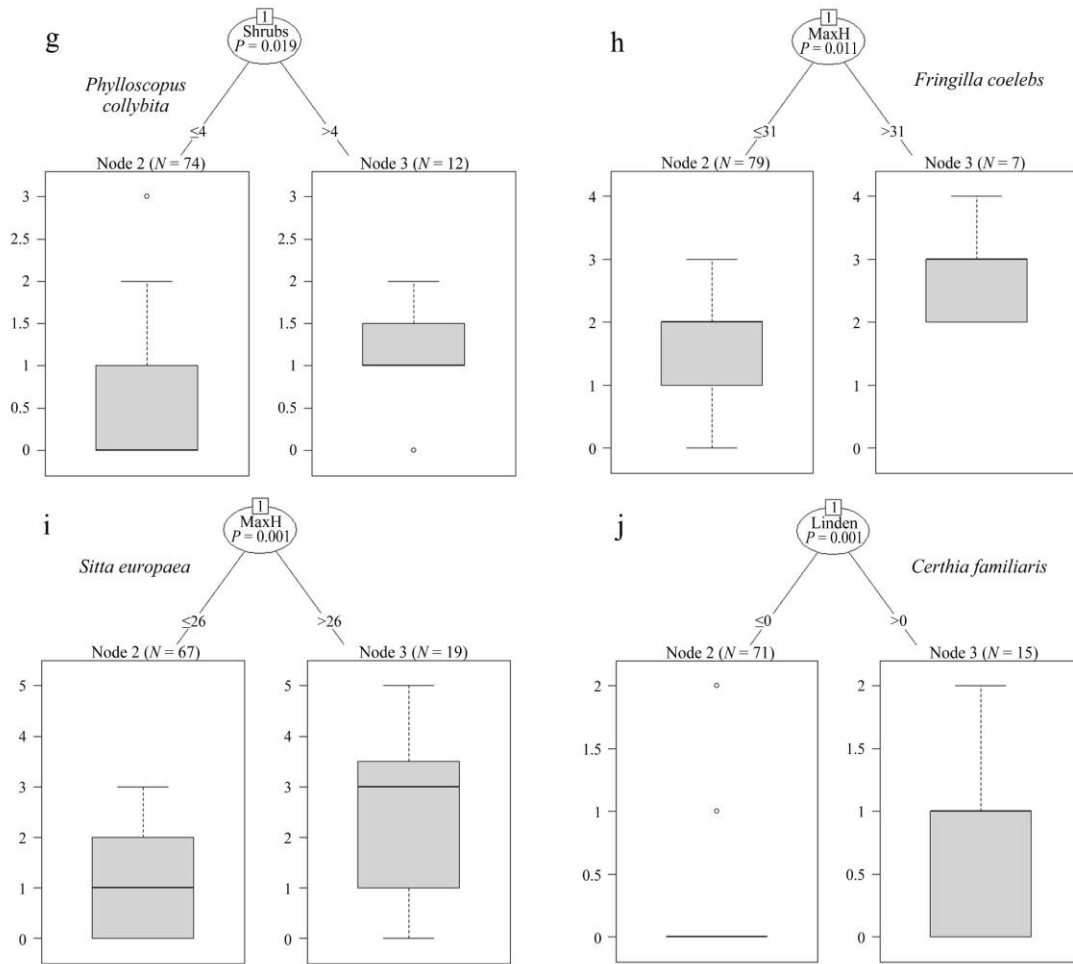 g
1
Shrubs
P = 0.019
Phylloscopus
collybita
≤4
>4
Node 2 (N = 74)
Node 3 (N = 12)
3
2.5
2
1.5
1
0.5
0
3
2.5
2
1.5
1
0.5
0
h
1
MaxH
P = 0.011
Fringilla coelebs
≤31
>31
Node 2 (N = 79)
Node 3 (N = 7)
4
3
2
1
0
4
3
2
1
0
i
1
MaxH
P = 0.001
Sitta europaea
≤26
>26
Node 2 (N = 67)
Node 3 (N = 19)
5
4
3
2
1
0
5
4
3
2
1
0
j
1
Linden
P = 0.001
Certhia familiaris
≤0
>0
Node 2 (N = 71)
Node 3 (N = 15)
2
1.5
1
0.5
0
2
1.5
1
0.5
0